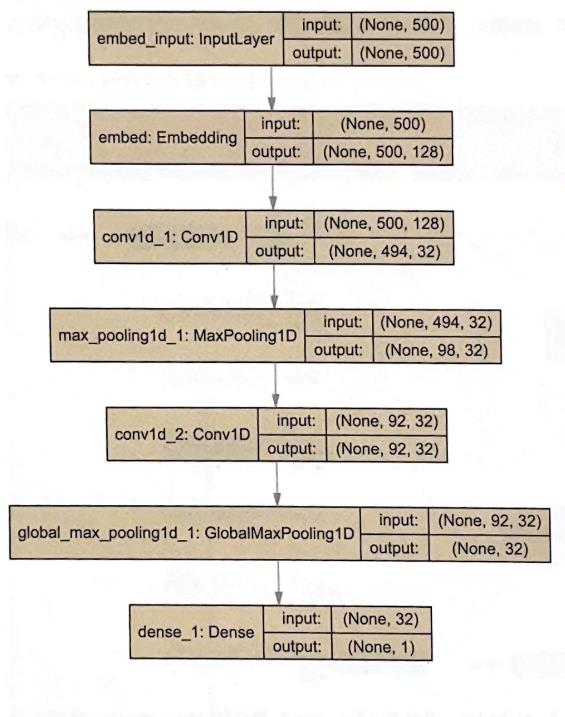 embed_input: InputLayer input: (None, 500)
output: (None, 500)
embed: Embedding input: (None, 500)
output: (None, 500, 128)
conv1d_1: Conv1D input: (None, 500, 128)
output: (None, 494, 32)
max_pooling1d_1: MaxPooling1D input: (None, 494, 32)
output: (None, 98, 32)
conv1d_2: Conv1D input: (None, 92, 32)
output: (None, 92, 32)
global_max_pooling1d_1: GlobalMaxPooling1D input: (None, 92, 32)
output: (None, 32)
dense_1: Dense input: (None, 32)
output: (None, 1)